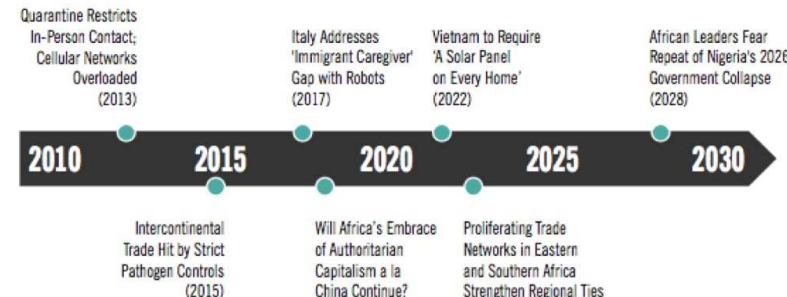 Quarantine Restricts
In-Person Contact;
Cellular Networks
Overloaded
(2013)
Italy Addresses
'Immigrant Caregiver'
Gap with Robots
(2017)
Vietnam to Require
'A Solar Panel
on Every Home'
(2022)
African Leaders Fear
Repeat of Nigeria's 2026
Government Collapse
(2028)
2010 2015 2020 2025 2030
Intercontinental
Trade Hit by Strict
Pathogen Controls
(2015)
Will Africa's Embrace
of Authoritarian
Capitalism a la
China Continue?
Proliferating Trade
Networks in Eastern
and Southern Africa
Strengthen Regional Ties